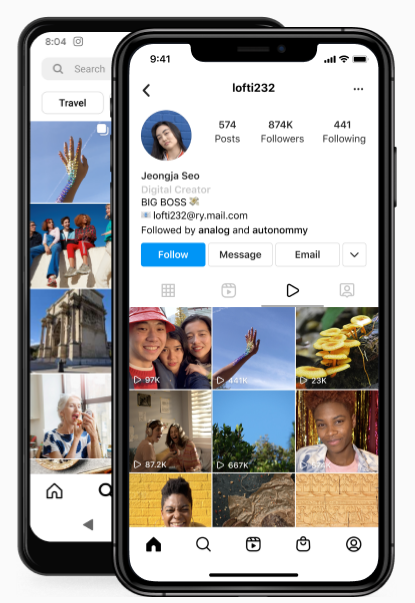 8:04
Search
Travel
9:41
lofti232
574
874K
441
Posts
Followers
Following
Jeongja Seo
Digital Creator
BIG BOSS 💸
📧 lofti232@ry.mail.com
Followed by analog and autonommy
Follow
Message
Email
97K
441K
23K
87.2K
667K